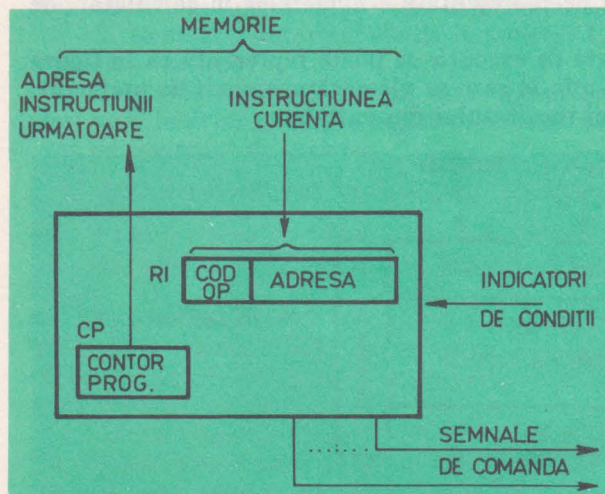 MEMORIE
ADRESA
INSTRUCTIUNII
URMATOARE
INSTRUCTIUNEA
CURENTA
RI
COD
OP
ADRESA
INDICATORI
DE CONDITII
CP
CONTOR
PROG.
SEMNALE
DE COMANDA